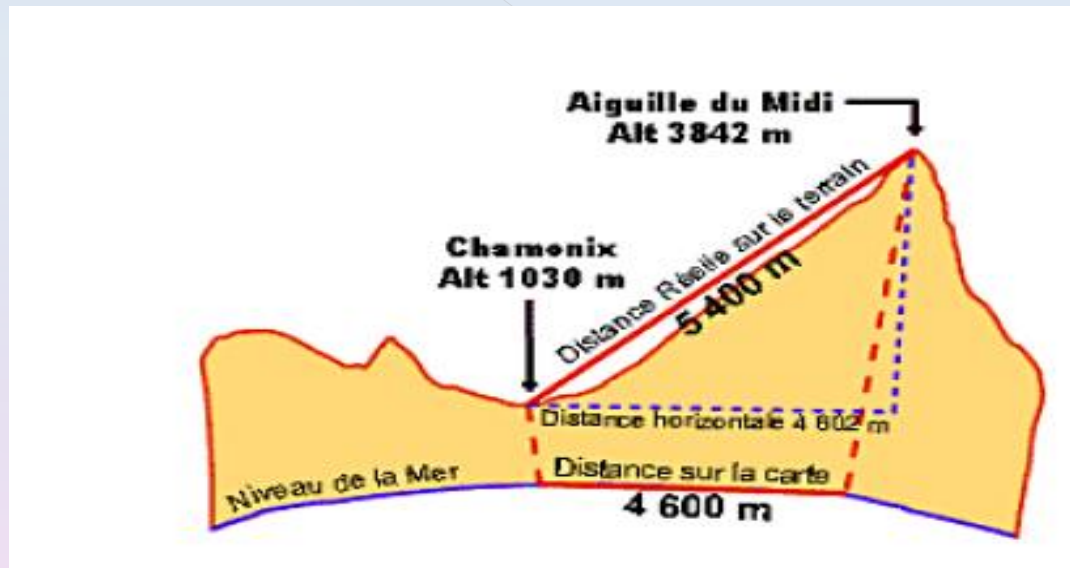 Aiguille du Midi
Alt 3842 m
Chamonix
Alt 1030 m
Distance Réelle sur le terrain
5 400 m
Distance horizontale 4 602 m
Niveau de la Mer
Distance sur la carte
4 600 m